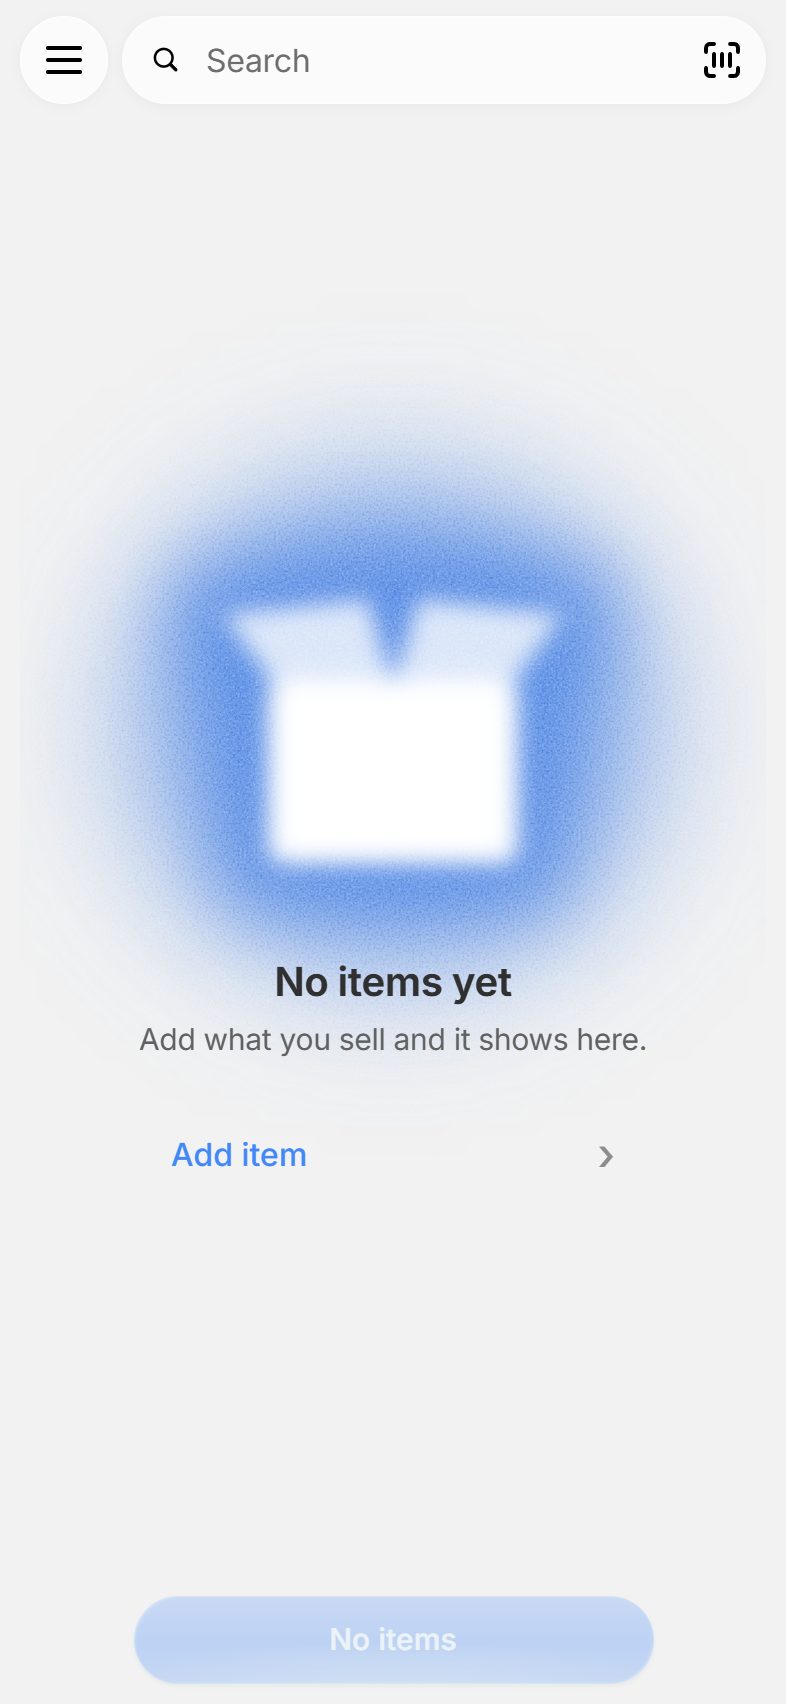 Search
No items yet
Add what you sell and it shows here.
Add item
No items